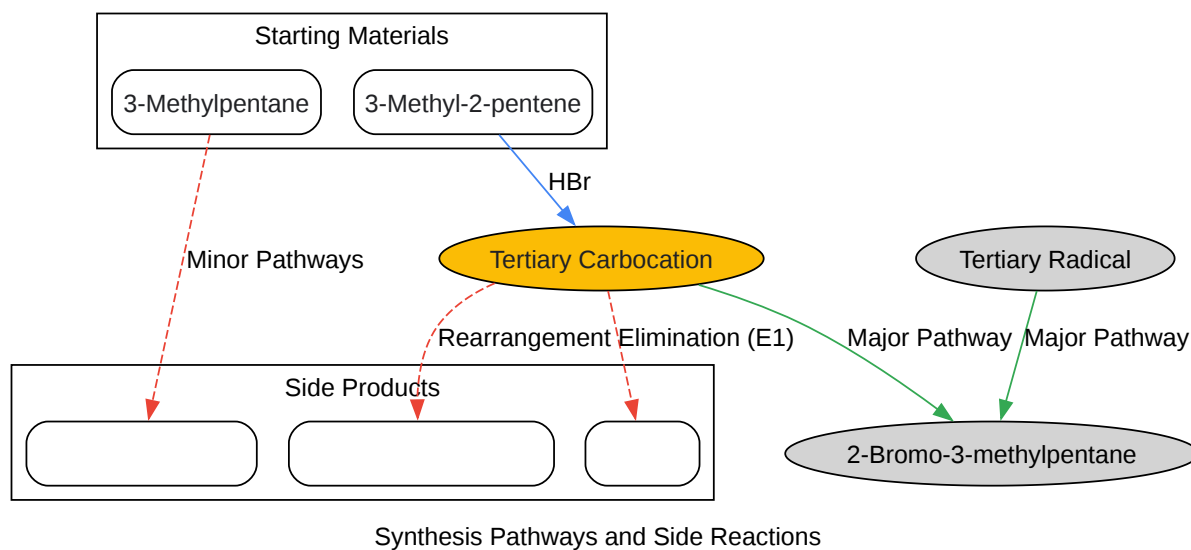 Starting Materials
3-Methylpentane
3-Methyl-2-pentene
HBr
Minor Pathways
Tertiary Carbocation
Tertiary Radical
Rearrangement
Elimination (E1)
Major Pathway
Major Pathway
Side Products
2-Bromo-3-methylpentane
Synthesis Pathways and Side Reactions